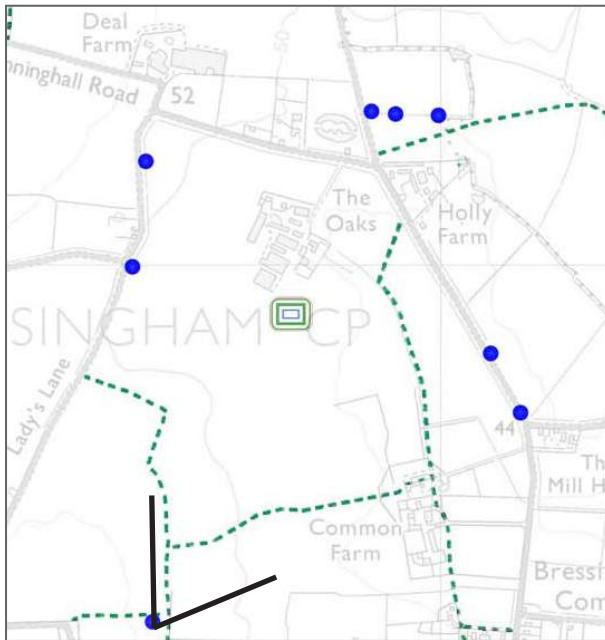 Deal
Farm
nninghall Road
52
50
The
Oaks
Holly
Farm
SINGHAM CP
Lady's Lane
44
Th
Mill H
Common
Farm
Bressi
Com